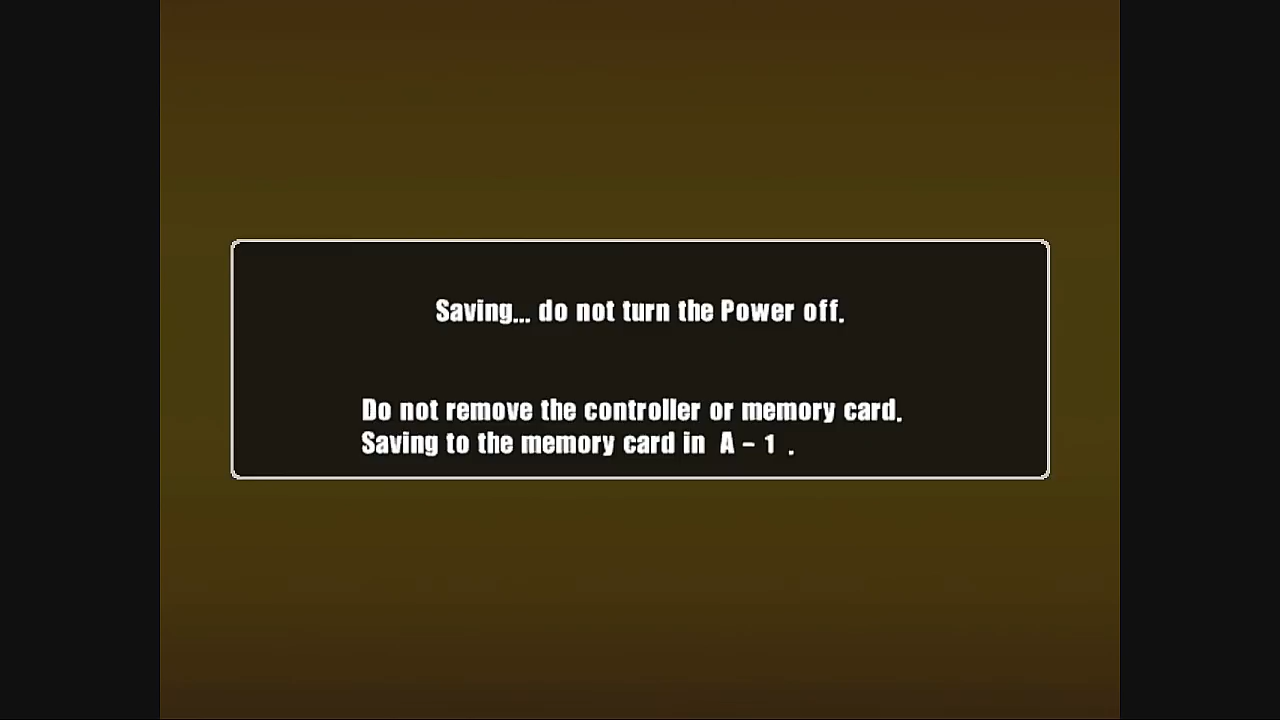 Saving... do not turn the Power off.
Do not remove the controller or memory card.
Saving to the memory card in A - 1 .